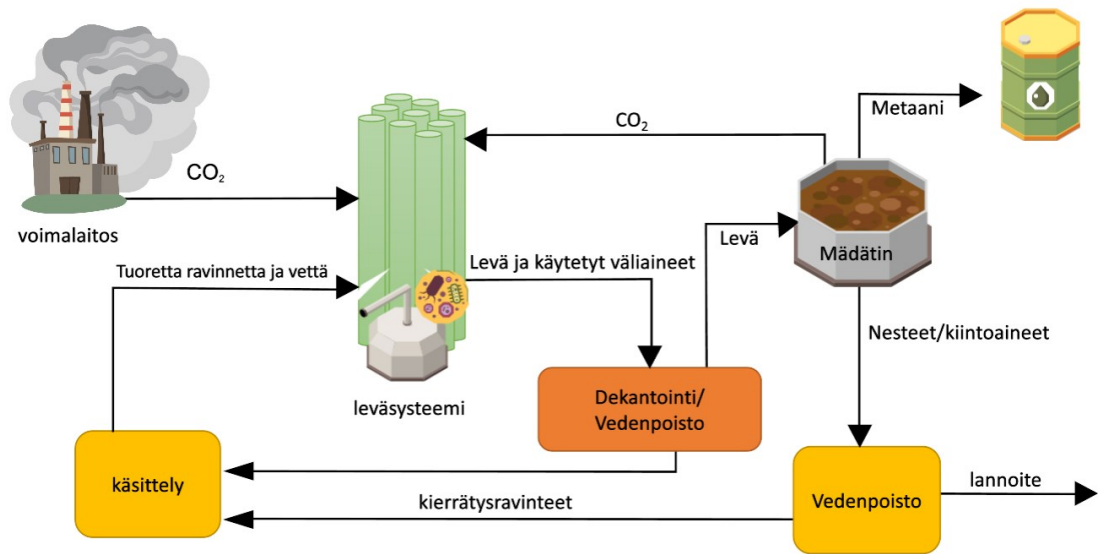 Metaani
CO₂
CO₂
voimalaitos
Levä
Mädätin
Tuoretta ravinnetta ja vettä
Levä ja käytetyt väliaineet
Nesteet/kiintoaineet
leväsysteemi
Dekantointi/
Vedenpoisto
käsittely
kierrätysravinteet
Vedenpoisto
lannoite